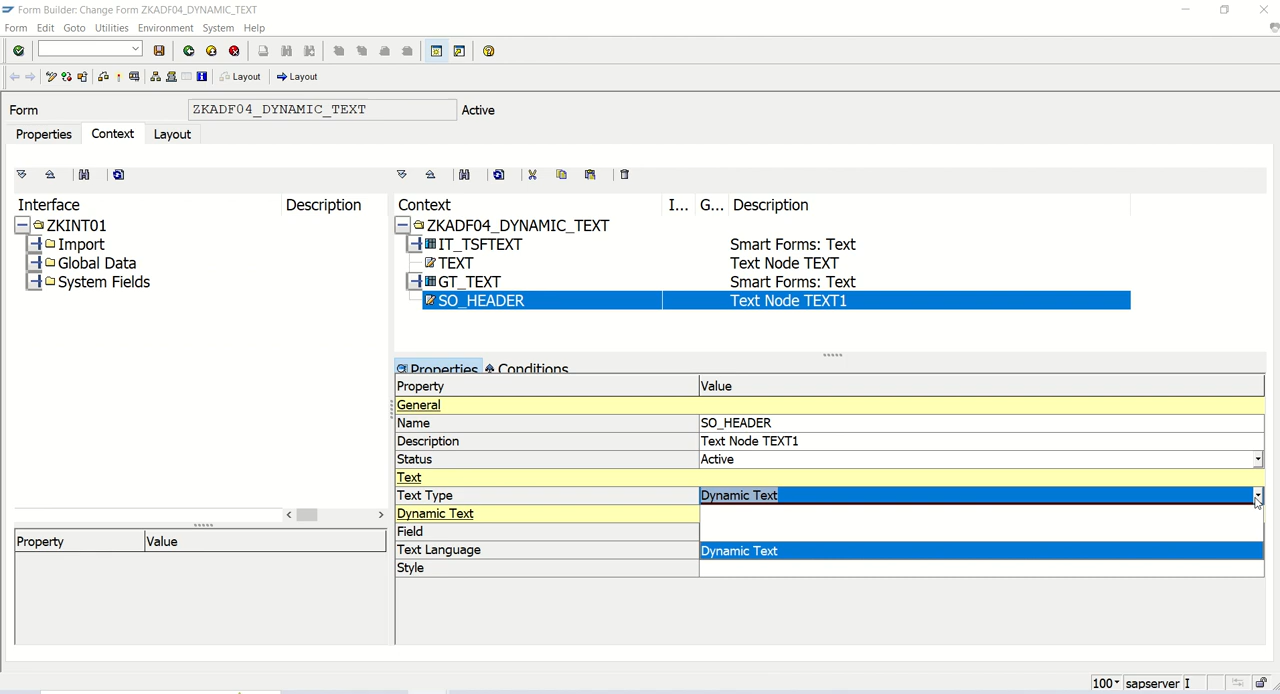 Form Builder: Change Form ZKADF04_DYNAMIC_TEXT
Form Edit Goto Utilities Environment System Help
Layout Layout
Form ZKADF04_DYNAMIC_TEXT Active
Properties Context Layout
Interface Description
ZKINT01
Import
Global Data
System Fields
Property Value
Context I... G... Description
ZKADF04_DYNAMIC_TEXT
IT_TSFTEXT Smart Forms: Text
TEXT Text Node TEXT
GT_TEXT Smart Forms: Text
SO_HEADER Text Node TEXT1
Properties Conditions
Property Value
General
Name SO_HEADER
Description Text Node TEXT1
Status Active
Text
Text Type Dynamic Text
Dynamic Text
Field
Text Language Dynamic Text
Style
100 sapserver I